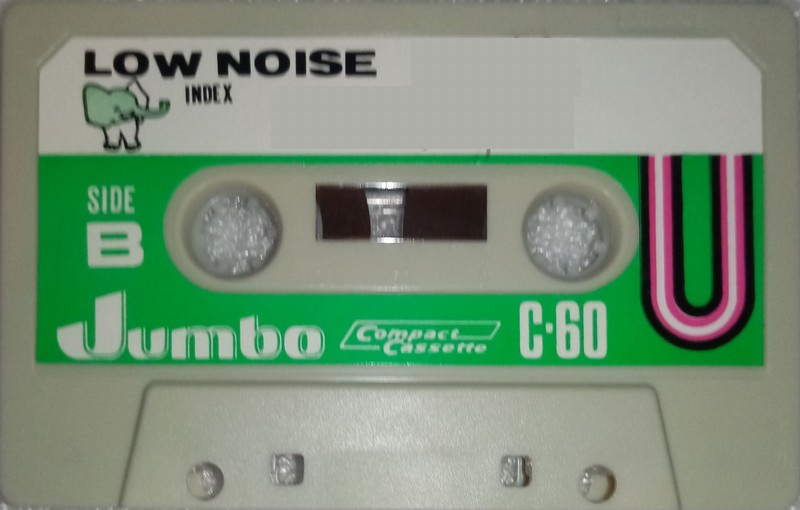 LOW NOISE
INDEX
SIDE
B
Jumbo
Compact
Cassette
C·60